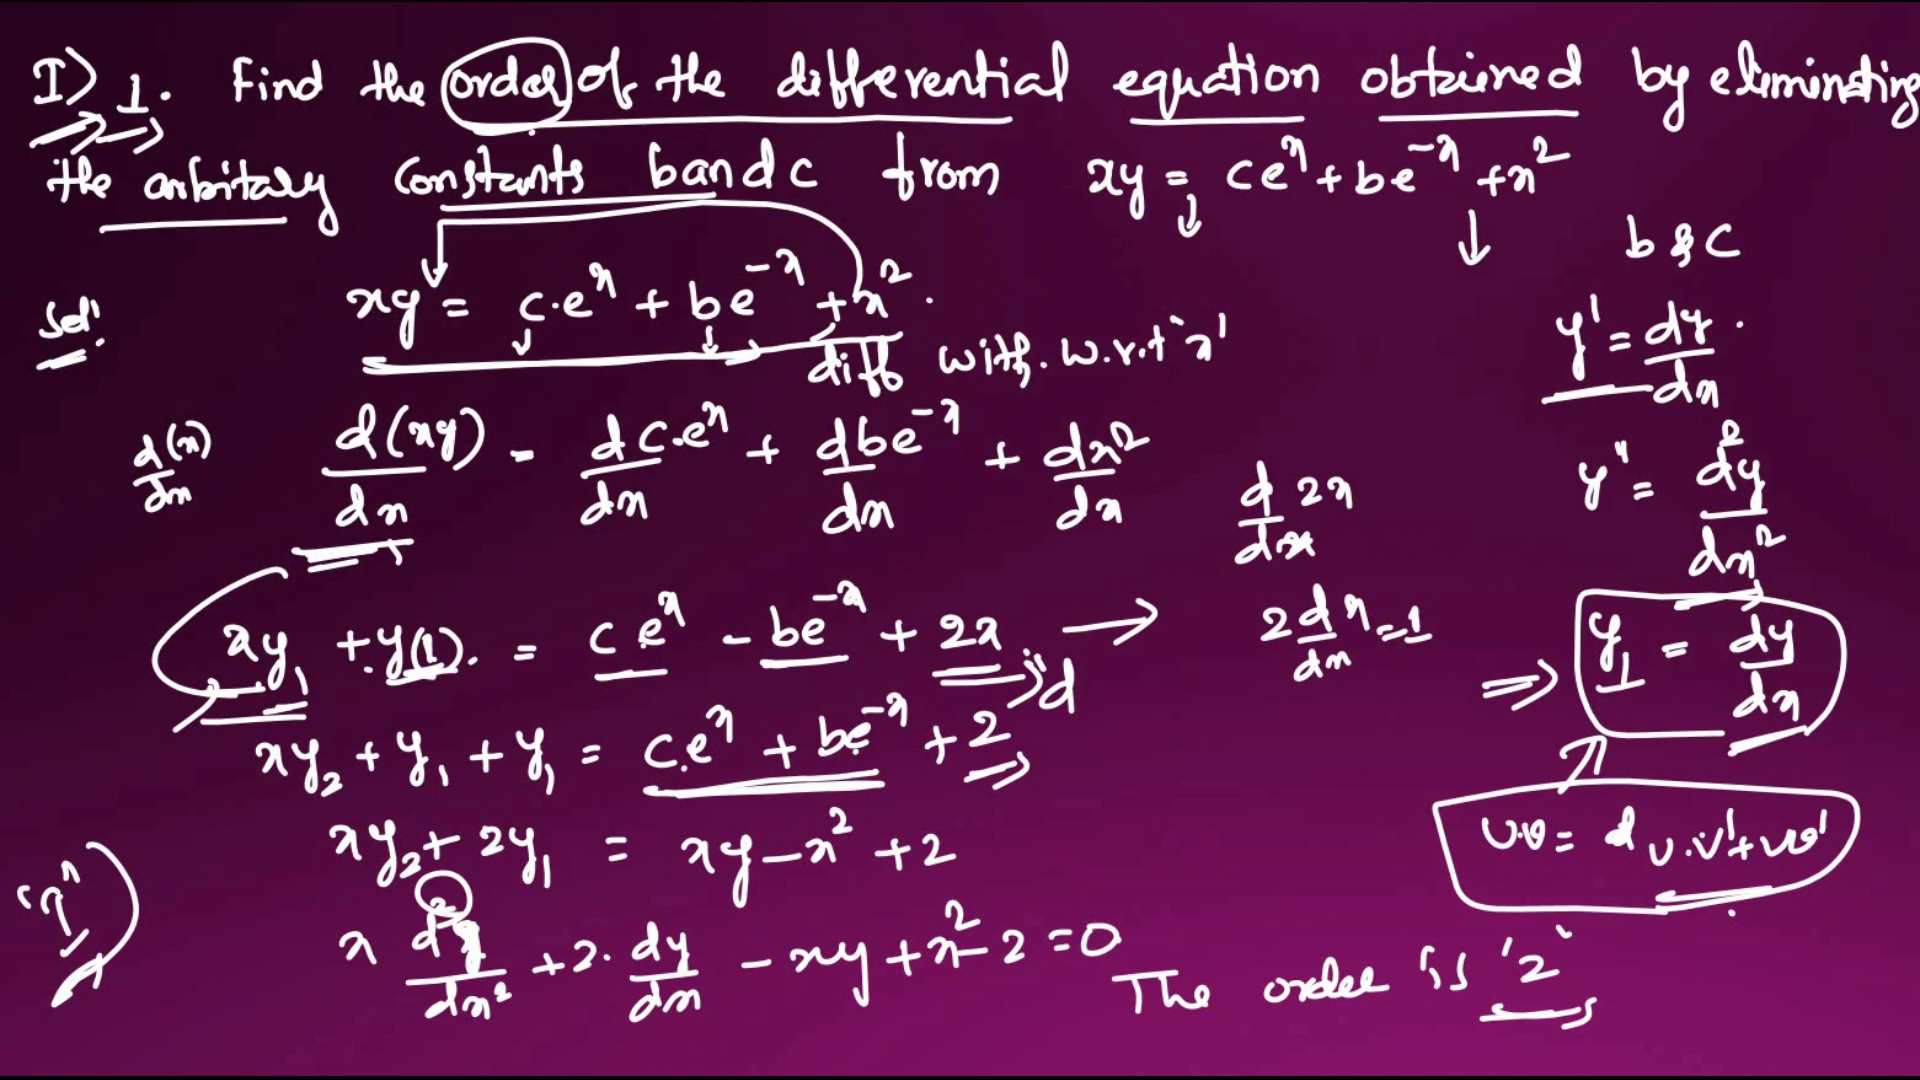 I) 1. Find the order of the differential equation obtained by eliminating
the arbitary constants b and c from xy = ce^x + be^-x + x^2
b & c
Sol: xy = c.e^x + be^-x + x^2.
diff with. w.r.t 'x'
y' = dy/dx.
d(x)/dx d(xy)/dx = dc.e^x/dx + dbe^-x/dx + dx^2/dx
d/dx 2x
y'' = d^2y/dx^2
xy1 + y(1). = ce^x - be^-x + 2x →
2 d/dx x = 1
⇒ y1 = dy/dx
xy2 + y1 + y1 = c.e^x + be^-x + 2
xy2 + 2y1 = xy - x^2 + 2
u.v = d u.v' + vu'
x d^2y/dx^2 + 2. dy/dx - xy + x^2 - 2 = 0
The order is '2'